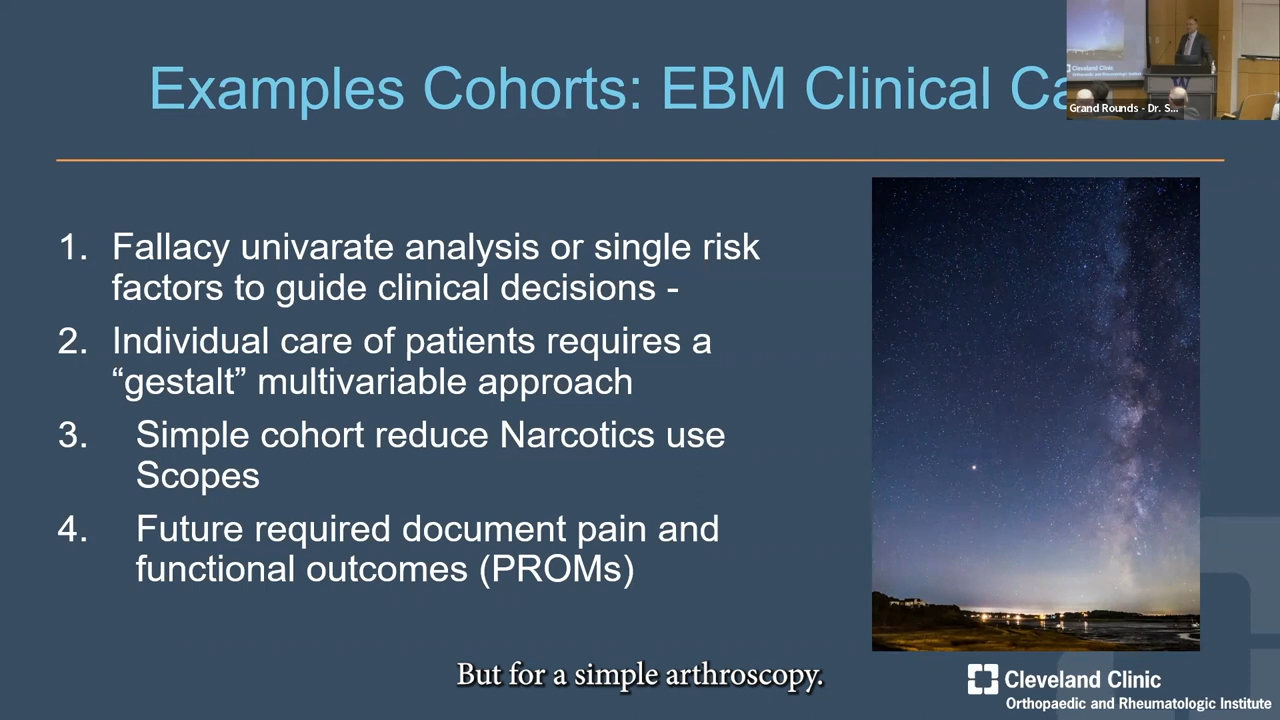 Examples Cohorts: EBM Clinical Ca
Grand Rounds - Dr. S...
1. Fallacy univarate analysis or single risk
factors to guide clinical decisions -
2. Individual care of patients requires a
“gestalt” multivariable approach
3. Simple cohort reduce Narcotics use
Scopes
4. Future required document pain and
functional outcomes (PROMs)
But for a simple arthroscopy.
Cleveland Clinic
Orthopaedic and Rheumatologic Institute